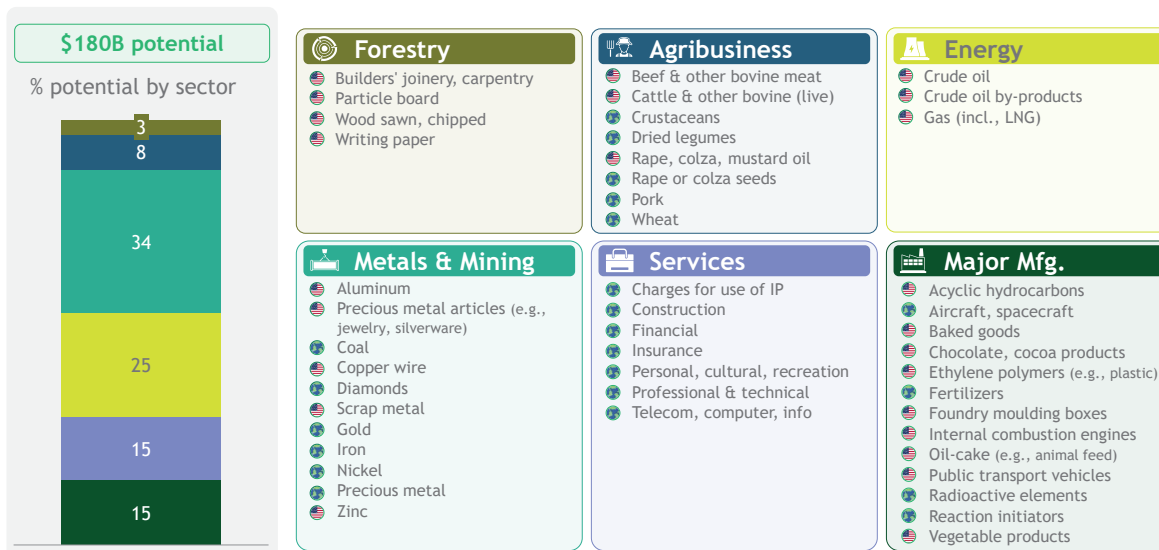 $180B potential
% potential by sector
3
8
34
25
15
15
Forestry
Builders' joinery, carpentry
Particle board
Wood sawn, chipped
Writing paper
Agribusiness
Beef & other bovine meat
Cattle & other bovine (live)
Crustaceans
Dried legumes
Rape, colza, mustard oil
Rape or colza seeds
Pork
Wheat
Energy
Crude oil
Crude oil by-products
Gas (incl., LNG)
Metals & Mining
Aluminum
Precious metal articles (e.g.,
jewelry, silverware)
Coal
Copper wire
Diamonds
Scrap metal
Gold
Iron
Nickel
Precious metal
Zinc
Services
Charges for use of IP
Construction
Financial
Insurance
Personal, cultural, recreation
Professional & technical
Telecom, computer, info
Major Mfg.
Acyclic hydrocarbons
Aircraft, spacecraft
Baked goods
Chocolate, cocoa products
Ethylene polymers (e.g., plastic)
Fertilizers
Foundry moulding boxes
Internal combustion engines
Oil-cake (e.g., animal feed)
Public transport vehicles
Radioactive elements
Reaction initiators
Vegetable products